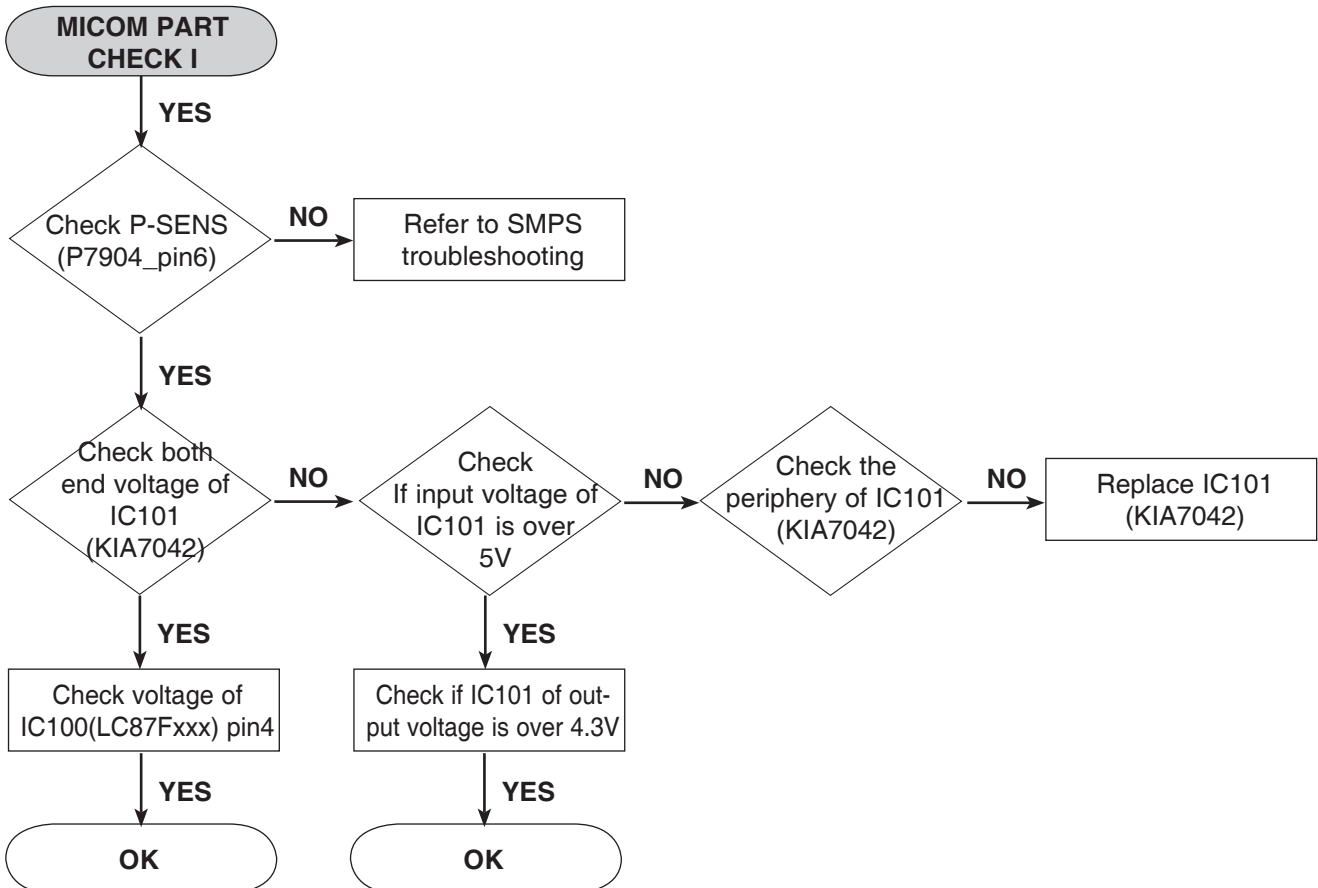 MICOM PART
CHECK I
YES
Check P-SENS
(P7904_pin6)
NO
Refer to SMPS
troubleshooting
YES
Check both
end voltage of
IC101
(KIA7042)
NO
Check
If input voltage of
IC101 is over
5V
NO
Check the
periphery of IC101
(KIA7042)
NO
Replace IC101
(KIA7042)
YES
Check voltage of
IC100(LC87Fxxx) pin4
YES
OK
YES
Check if IC101 of out-
put voltage is over 4.3V
YES
OK